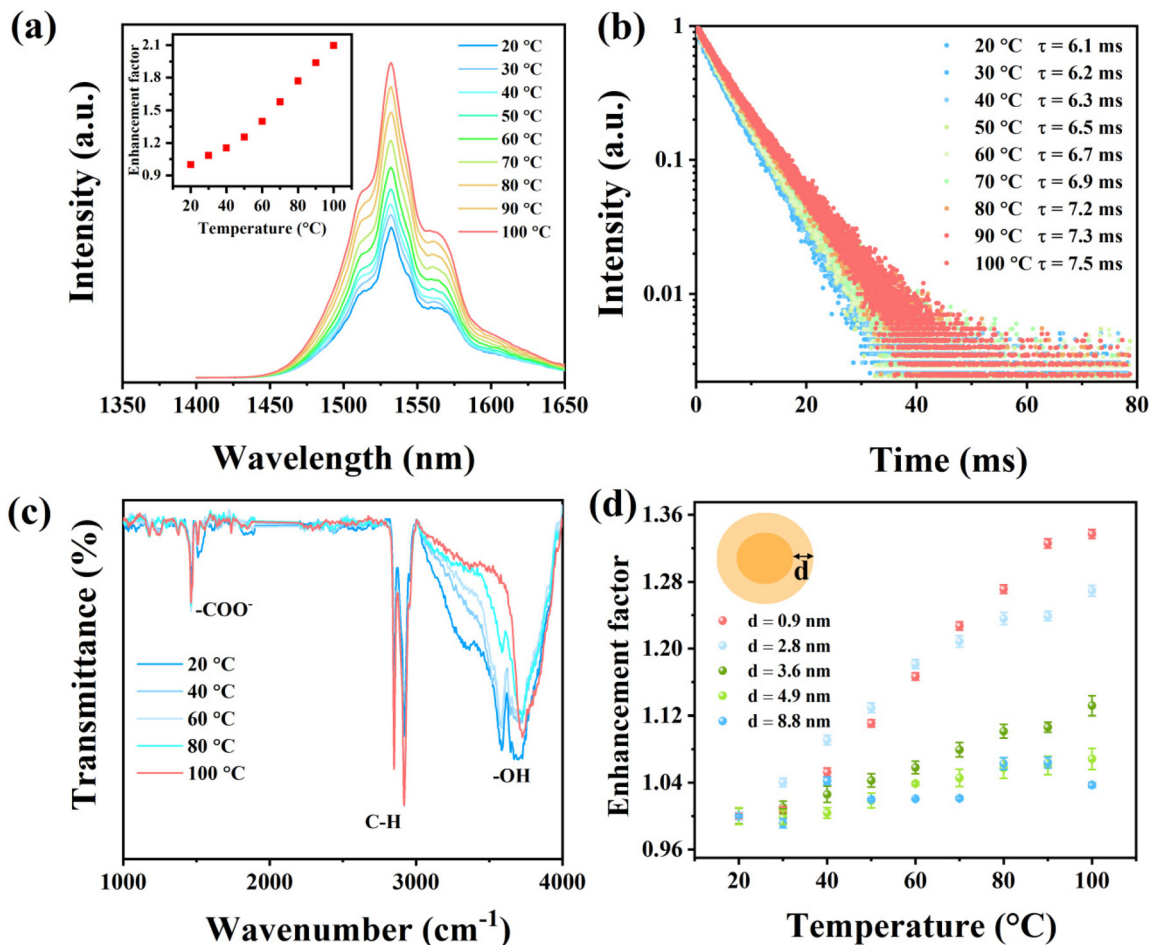 (a)
Enhancement factor
2.1
1.8
1.5
1.2
0.9
20 40 60 80 100
Temperature (°C)
20 °C
30 °C
40 °C
50 °C
60 °C
70 °C
80 °C
90 °C
100 °C
Intensity (a.u.)
1350 1400 1450 1500 1550 1600 1650
Wavelength (nm)
(b)
1
0.1
0.01
Intensity (a.u.)
20 °C τ = 6.1 ms
30 °C τ = 6.2 ms
40 °C τ = 6.3 ms
50 °C τ = 6.5 ms
60 °C τ = 6.7 ms
70 °C τ = 6.9 ms
80 °C τ = 7.2 ms
90 °C τ = 7.3 ms
100 °C τ = 7.5 ms
0 20 40 60 80
Time (ms)
(c)
Transmittance (%)
-COO-
20 °C
40 °C
60 °C
80 °C
100 °C
C-H
-OH
1000 2000 3000 4000
Wavenumber (cm-1)
(d)
Enhancement factor
1.36
1.28
1.20
1.12
1.04
0.96
d
d = 0.9 nm
d = 2.8 nm
d = 3.6 nm
d = 4.9 nm
d = 8.8 nm
20 40 60 80 100
Temperature (°C)